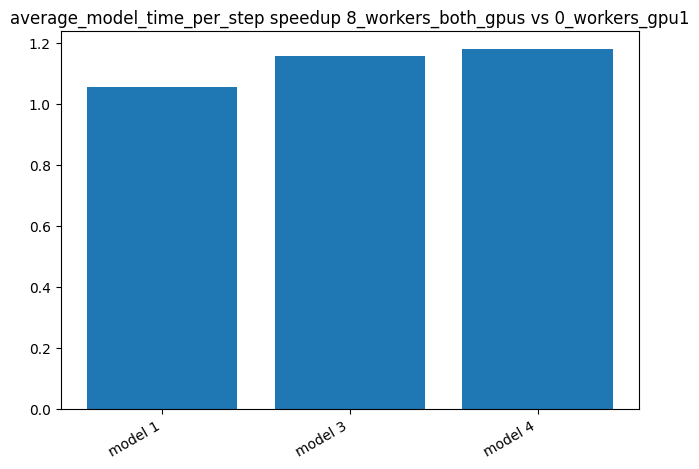 average_model_time_per_step speedup 8_workers_both_gpus vs 0_workers_gpu1
1.2
1.0
0.8
0.6
0.4
0.2
0.0
model 1
model 3
model 4